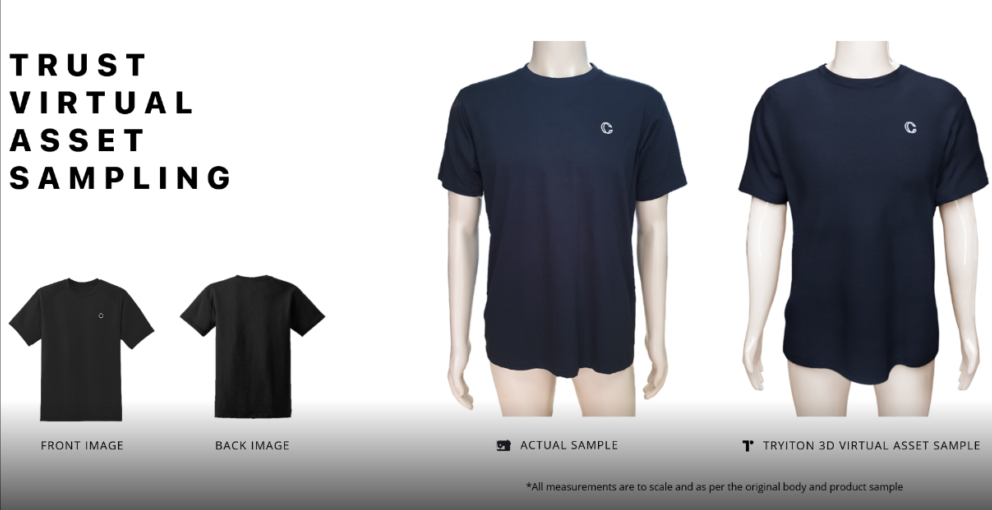 TRUST
VIRTUAL
ASSET
SAMPLING
FRONT IMAGE
BACK IMAGE
ACTUAL SAMPLE
TRYITON 3D VIRTUAL ASSET SAMPLE
*All measurements are to scale and as per the original body and product sample